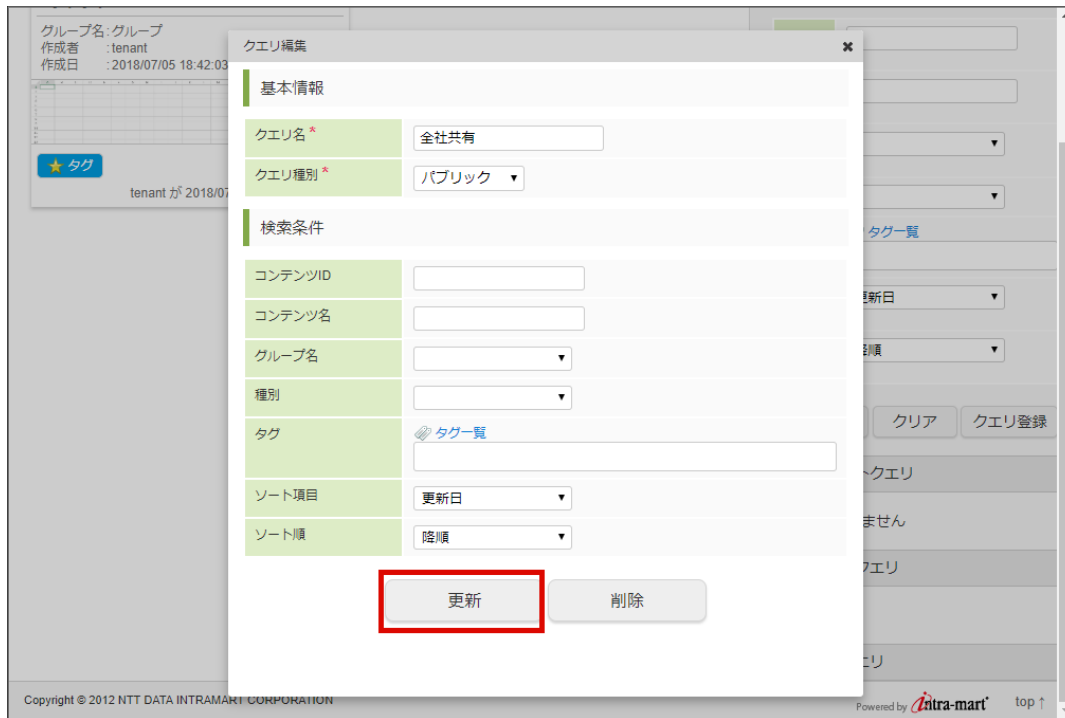 グループ名:グループ
作成者 :tenant
作成日 :2018/07/05 18:42:03
タグ
tenant が 2018/07
クエリ編集
基本情報
クエリ名 *
全社共有
クエリ種別 *
パブリック
検索条件
コンテンツID
コンテンツ名
グループ名
種別
タグ
タグ一覧
ソート項目
更新日
ソート順
降順
更新
削除
タグ一覧
更新日
降順
クリア
クエリ登録
クエリ
ません
クエリ
エリ
Copyright © 2012 NTT DATA INTRAMART CORPORATION
Powered by intra-mart
top ↑